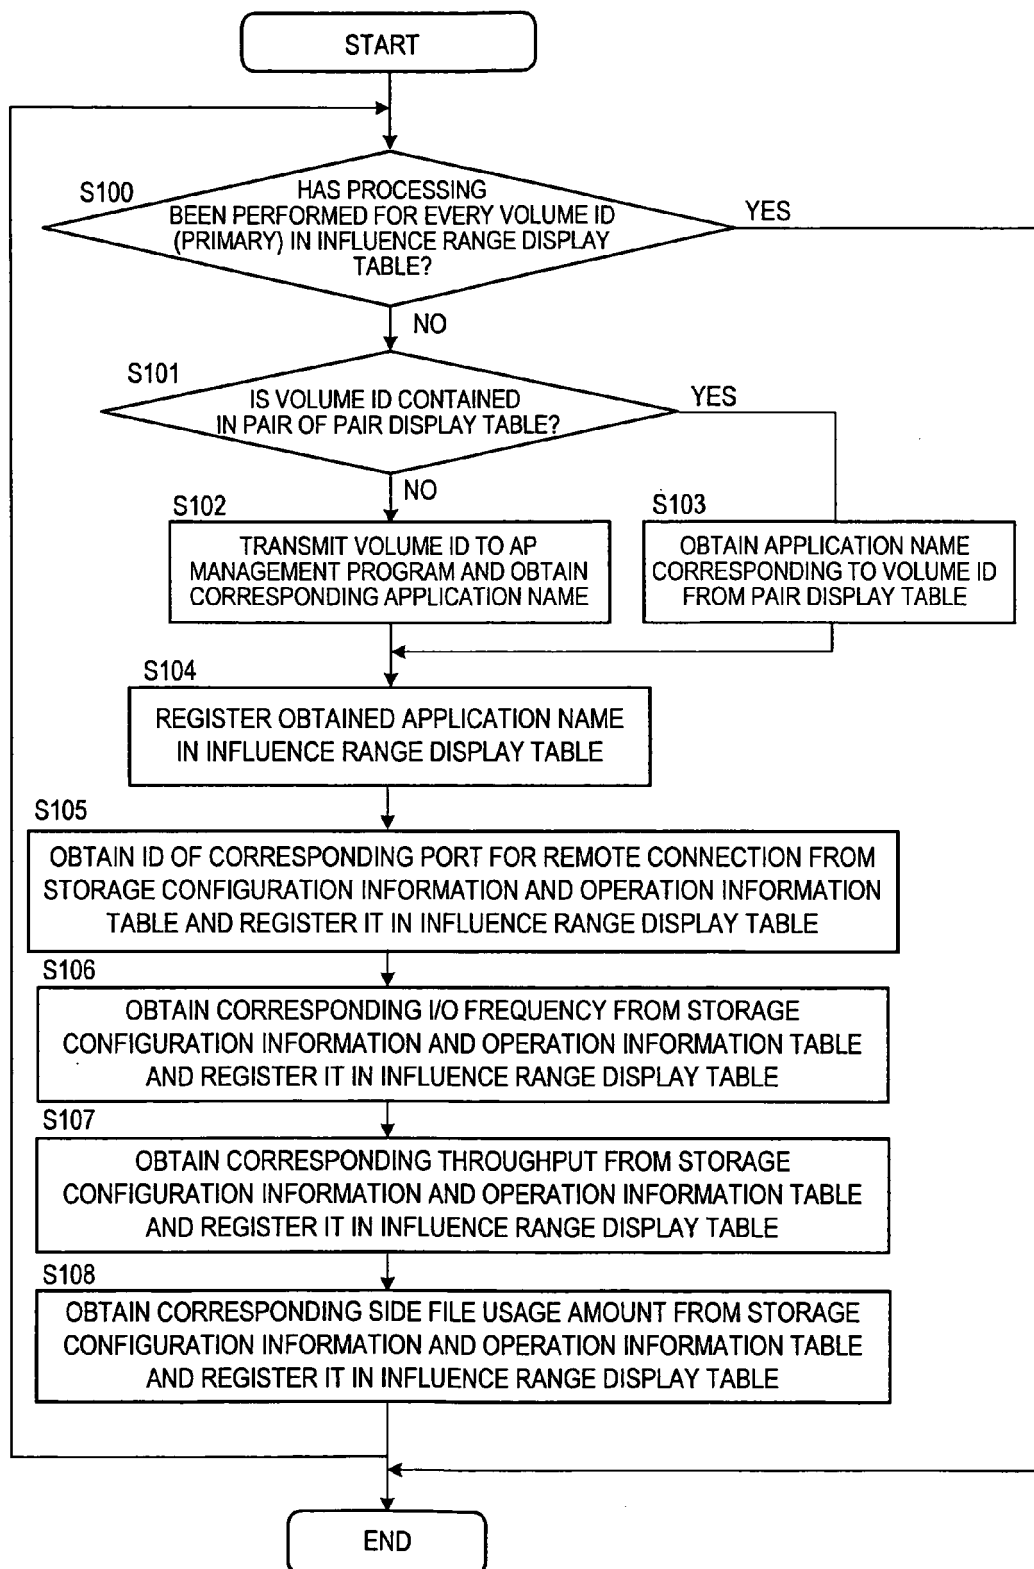 START
S100
HAS PROCESSING
BEEN PERFORMED FOR EVERY VOLUME ID
(PRIMARY) IN INFLUENCE RANGE DISPLAY
TABLE?
YES
NO
S101
IS VOLUME ID CONTAINED
IN PAIR OF PAIR DISPLAY TABLE?
YES
NO
S102
TRANSMIT VOLUME ID TO AP
MANAGEMENT PROGRAM AND OBTAIN
CORRESPONDING APPLICATION NAME
S103
OBTAIN APPLICATION NAME
CORRESPONDING TO VOLUME ID
FROM PAIR DISPLAY TABLE
S104
REGISTER OBTAINED APPLICATION NAME
IN INFLUENCE RANGE DISPLAY TABLE
S105
OBTAIN ID OF CORRESPONDING PORT FOR REMOTE CONNECTION FROM
STORAGE CONFIGURATION INFORMATION AND OPERATION INFORMATION
TABLE AND REGISTER IT IN INFLUENCE RANGE DISPLAY TABLE
S106
OBTAIN CORRESPONDING I/O FREQUENCY FROM STORAGE
CONFIGURATION INFORMATION AND OPERATION INFORMATION TABLE
AND REGISTER IT IN INFLUENCE RANGE DISPLAY TABLE
S107
OBTAIN CORRESPONDING THROUGHPUT FROM STORAGE
CONFIGURATION INFORMATION AND OPERATION INFORMATION TABLE
AND REGISTER IT IN INFLUENCE RANGE DISPLAY TABLE
S108
OBTAIN CORRESPONDING SIDE FILE USAGE AMOUNT FROM STORAGE
CONFIGURATION INFORMATION AND OPERATION INFORMATION TABLE
AND REGISTER IT IN INFLUENCE RANGE DISPLAY TABLE
END